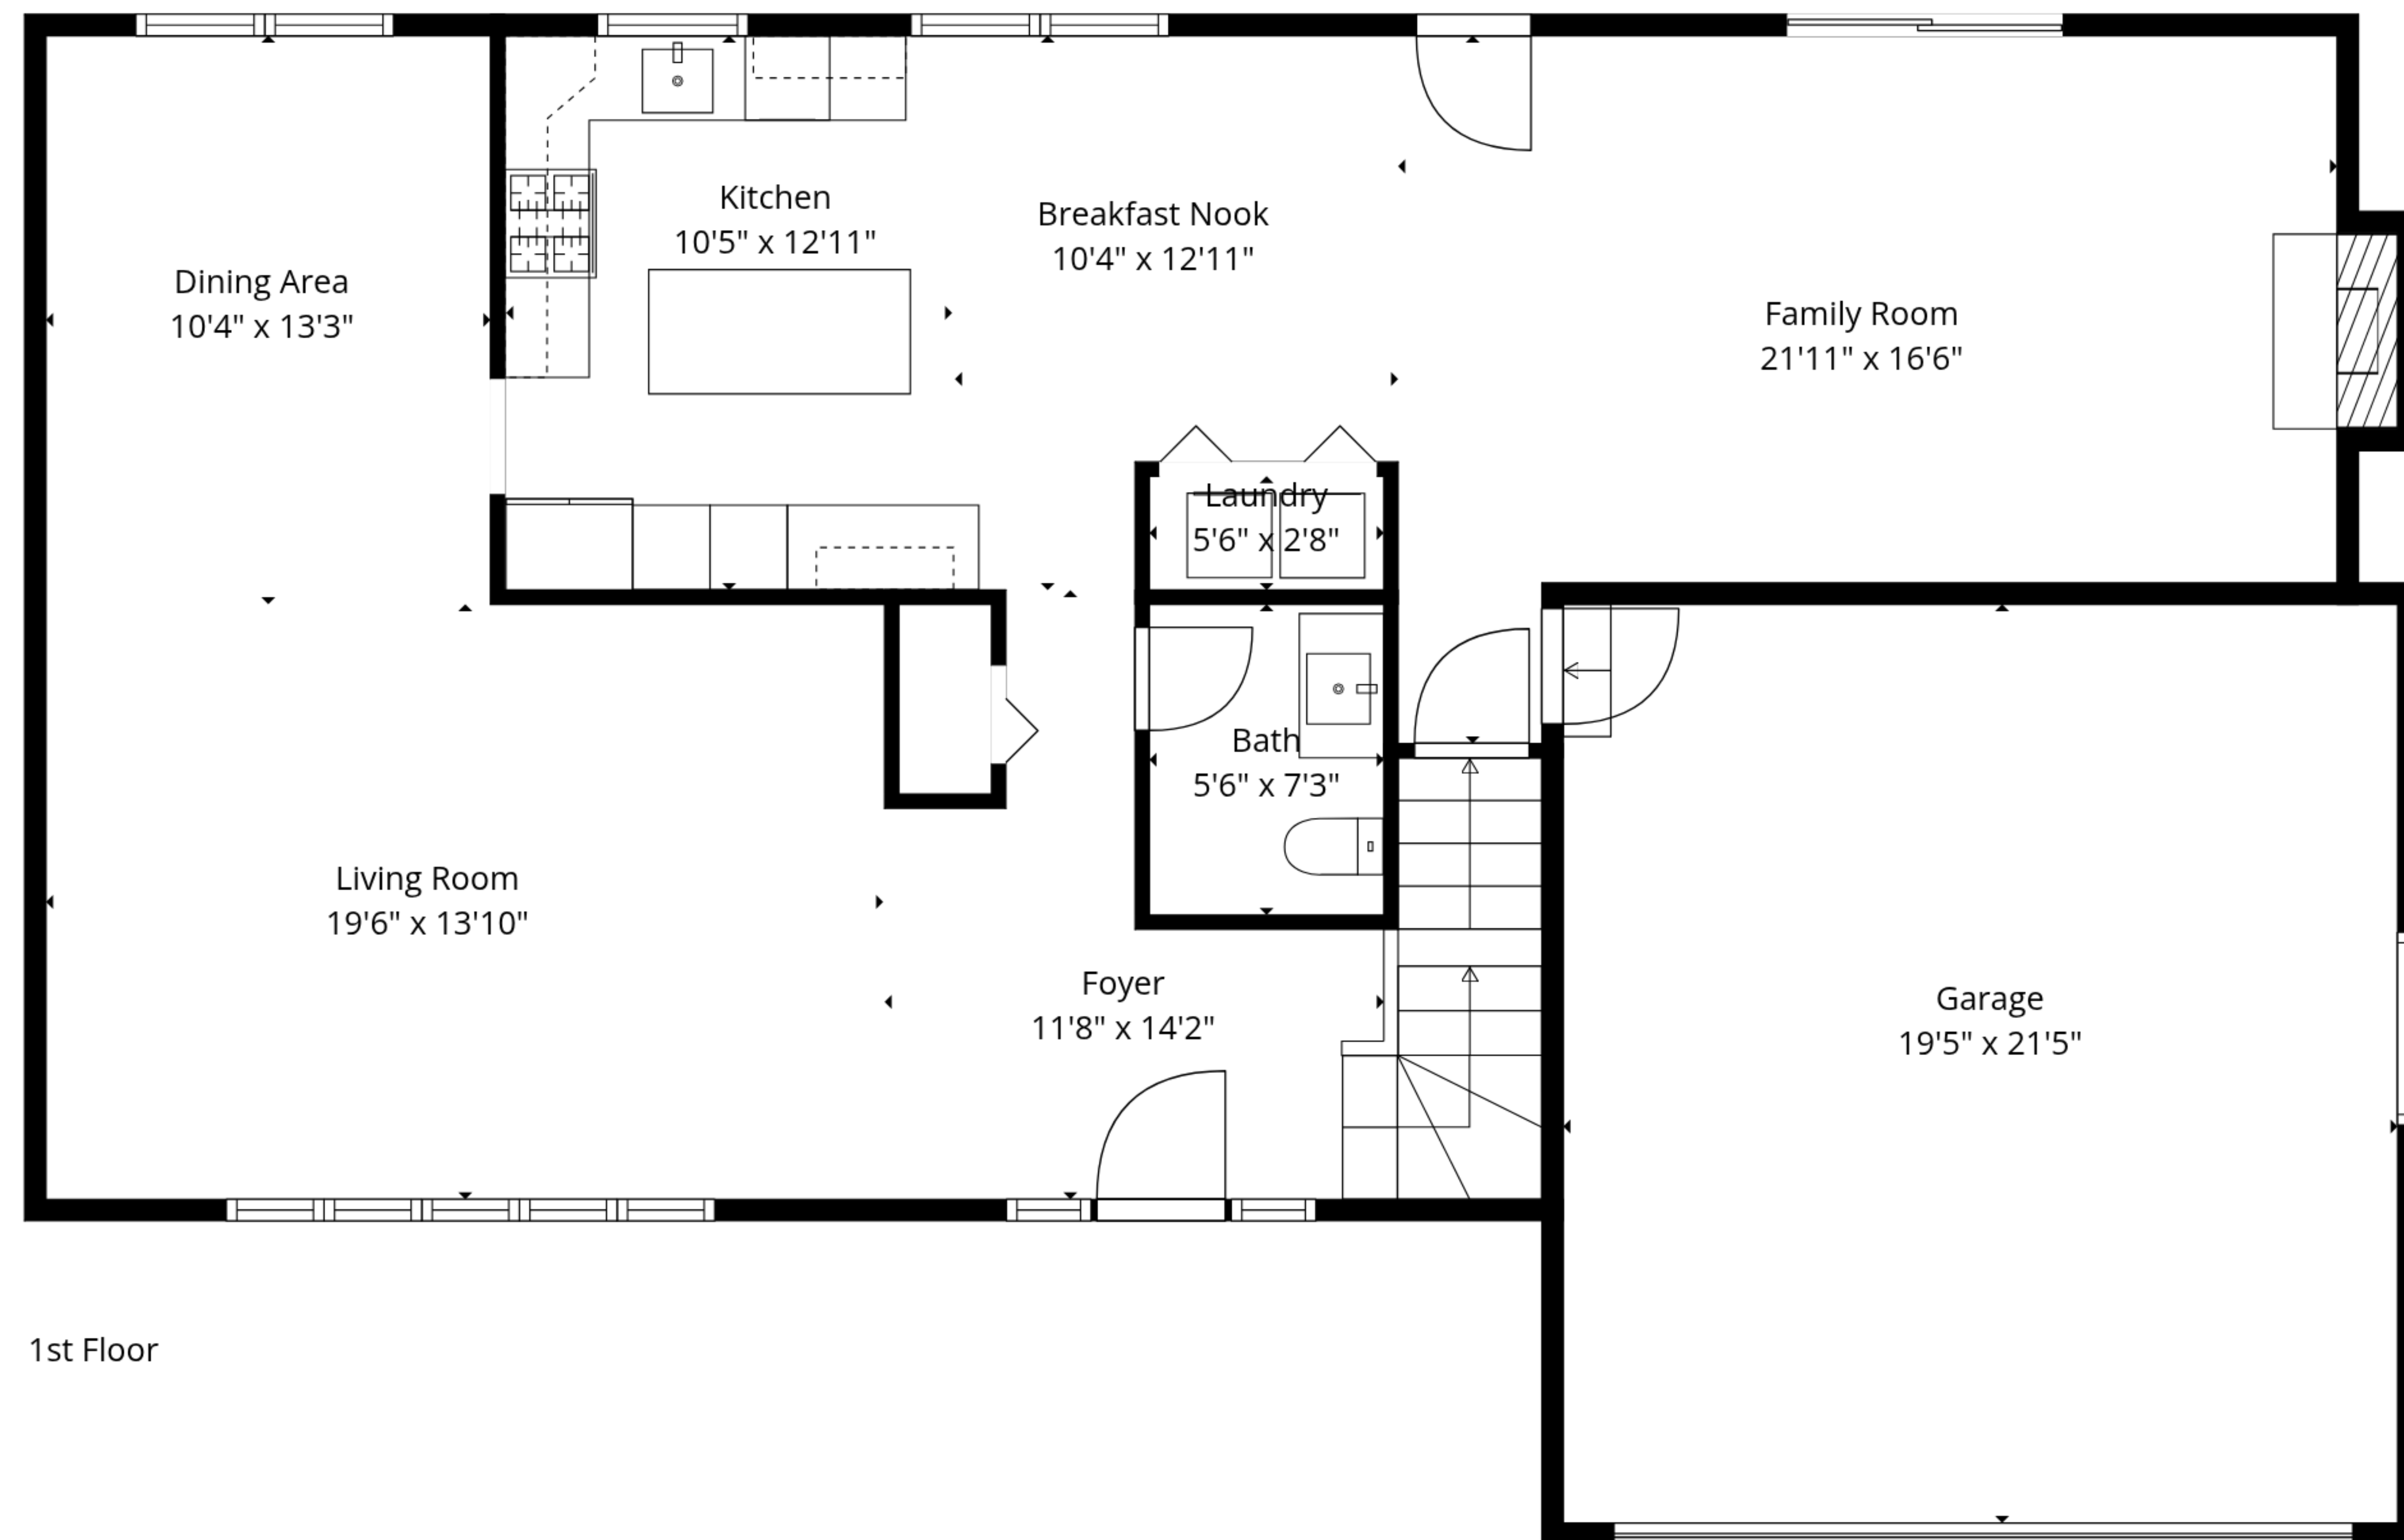 Kitchen
10'5" x 12'11"
Breakfast Nook
10'4" x 12'11"
Dining Area
10'4" x 13'3"
Family Room
21'11" x 16'6"
Laundry
5'6" x 2'8"
Bath
5'6" x 7'3"
Living Room
19'6" x 13'10"
Foyer
11'8" x 14'2"
Garage
19'5" x 21'5"
1st Floor